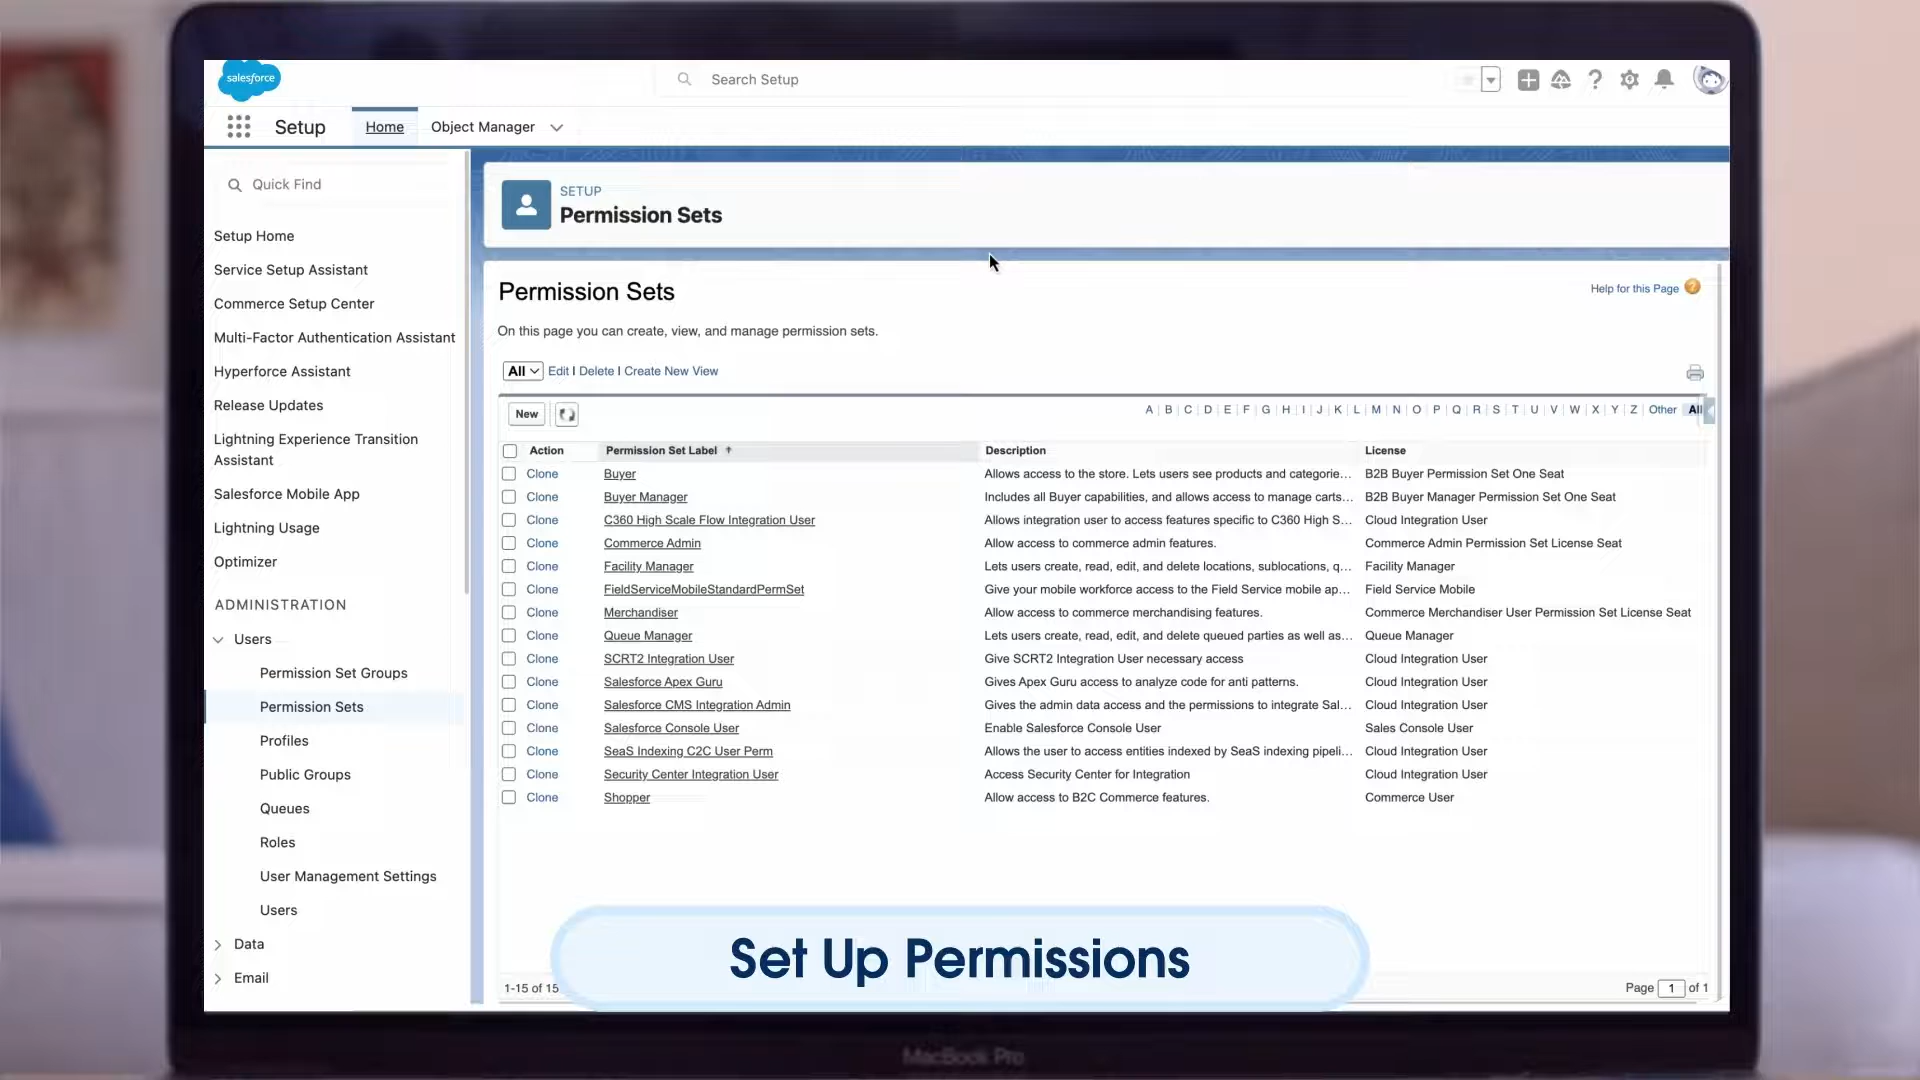 salesforce
Search Setup
Setup
Home
Object Manager
Quick Find
Setup Home
Service Setup Assistant
Commerce Setup Center
Multi-Factor Authentication Assistant
Hyperforce Assistant
Release Updates
Lightning Experience Transition
Assistant
Salesforce Mobile App
Lightning Usage
Optimizer
ADMINISTRATION
Users
Permission Set Groups
Permission Sets
Profiles
Public Groups
Queues
Roles
User Management Settings
Users
Data
Email
SETUP
Permission Sets
Permission Sets
Help for this Page ?
On this page you can create, view, and manage permission sets.
All Edit | Delete | Create New View
New A | B | C | D | E | F | G | H | I | J | K | L | M | N | O | P | Q | R | S | T | U | V | W | X | Y | Z | Other All
Action Permission Set Label ↑ Description License
Clone Buyer Allows access to the store. Lets users see products and categorie... B2B Buyer Permission Set One Seat
Clone Buyer Manager Includes all Buyer capabilities, and allows access to manage carts... B2B Buyer Manager Permission Set One Seat
Clone C360 High Scale Flow Integration User Allows integration user to access features specific to C360 High S... Cloud Integration User
Clone Commerce Admin Allow access to commerce admin features. Commerce Admin Permission Set License Seat
Clone Facility Manager Lets users create, read, edit, and delete locations, sublocations, q... Facility Manager
Clone FieldServiceMobileStandardPermSet Give your mobile workforce access to the Field Service mobile ap... Field Service Mobile
Clone Merchandiser Allow access to commerce merchandising features. Commerce Merchandiser User Permission Set License Seat
Clone Queue Manager Lets users create, read, edit, and delete queued parties as well as... Queue Manager
Clone SCRT2 Integration User Give SCRT2 Integration User necessary access Cloud Integration User
Clone Salesforce Apex Guru Gives Apex Guru access to analyze code for anti patterns. Cloud Integration User
Clone Salesforce CMS Integration Admin Gives the admin data access and the permissions to integrate Sal... Cloud Integration User
Clone Salesforce Console User Enable Salesforce Console User Sales Console User
Clone SeaS Indexing C2C User Perm Allows the user to access entities indexed by SeaS indexing pipeli... Cloud Integration User
Clone Security Center Integration User Access Security Center for Integration Cloud Integration User
Clone Shopper Allow access to B2C Commerce features. Commerce User
Set Up Permissions
1-15 of 15
Page 1 of 1
MacBook Pro